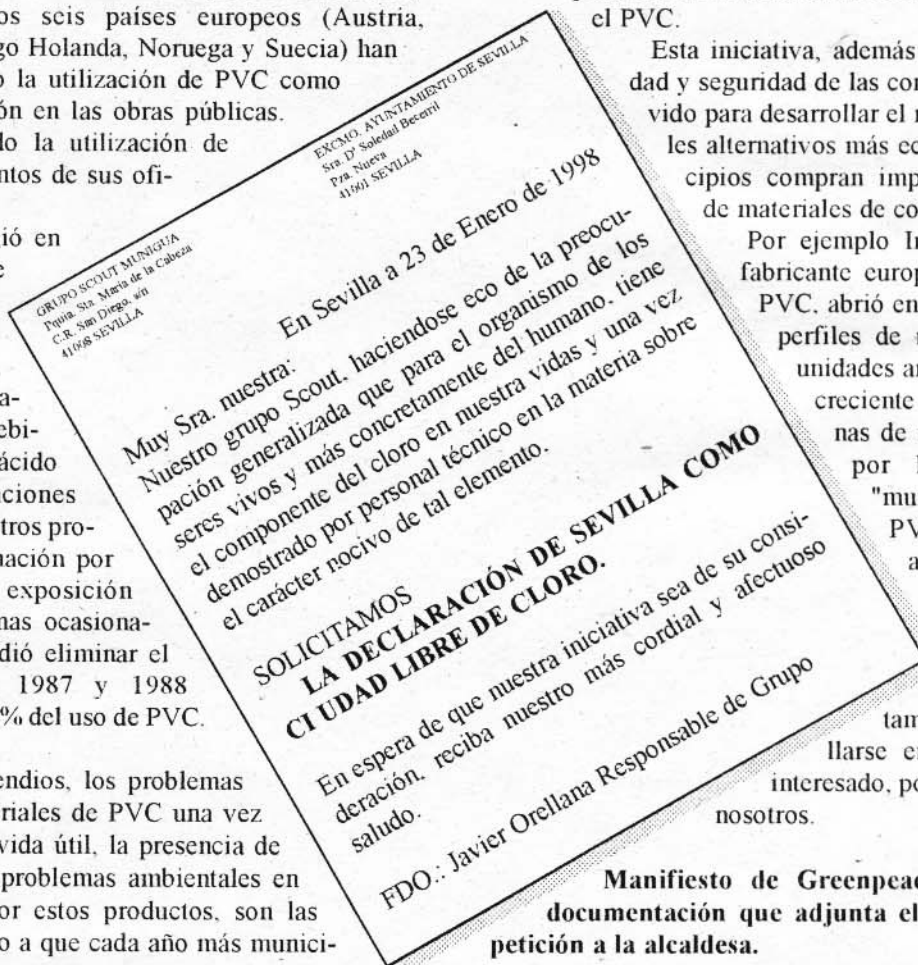 os seis países europeos (Austria,
go Holanda, Noruega y Suecia) han
o la utilización de PVC como
ón en las obras públicas.
do la utilización de
ntos de sus ofi-
ió en
e
a-
ebi-
ácido
ciones
tros pro-
nación por
exposición
nas ocasiona-
dió eliminar el
1987 y 1988
% del uso de PVC.
endios, los problemas
riales de PVC una vez
vida útil, la presencia de
problemas ambientales en
or estos productos, son las
o a que cada año más munici-
GRUPO SCOUT MUNIGUA
Pquia. Sta. María de la Cabeza
C.R. San Diego, s/n
41008 SEVILLA
EXCMO. AYUNTAMIENTO DE SEVILLA
Sra. Dª Soledad Becerril
Pza. Nueva
41001 SEVILLA
En Sevilla a 23 de Enero de 1998
Muy Sra. nuestra:
Nuestro grupo Scout, haciendose eco de la preocu-
pación generalizada que para el organismo de los
seres vivos y más concretamente del humano, tiene
el componente del cloro en nuestra vidas y una vez
demostrado por personal técnico en la materia sobre
el carácter nocivo de tal elemento.
SOLICITAMOS
LA DECLARACIÓN DE SEVILLA COMO
CI UDAD LIBRE DE CLORO.
En espera de que nuestra iniciativa sea de su consi-
deración, reciba nuestro más cordial y afectuoso
saludo.
FDO.: Javier Orellana Responsable de Grupo
el PVC.
Esta iniciativa, además
dad y seguridad de las con
vido para desarrollar el m
les alternativos más ec
cipios compran imp
de materiales de co
Por ejemplo In
fabricante europ
PVC, abrió en
perfiles de
unidades an
creciente
nas de
por
"mu
PV
a
tam
llarse en
interesado, po
nosotros.
Manifiesto de Greenpeac
documentación que adjunta el
petición a la alcaldesa.